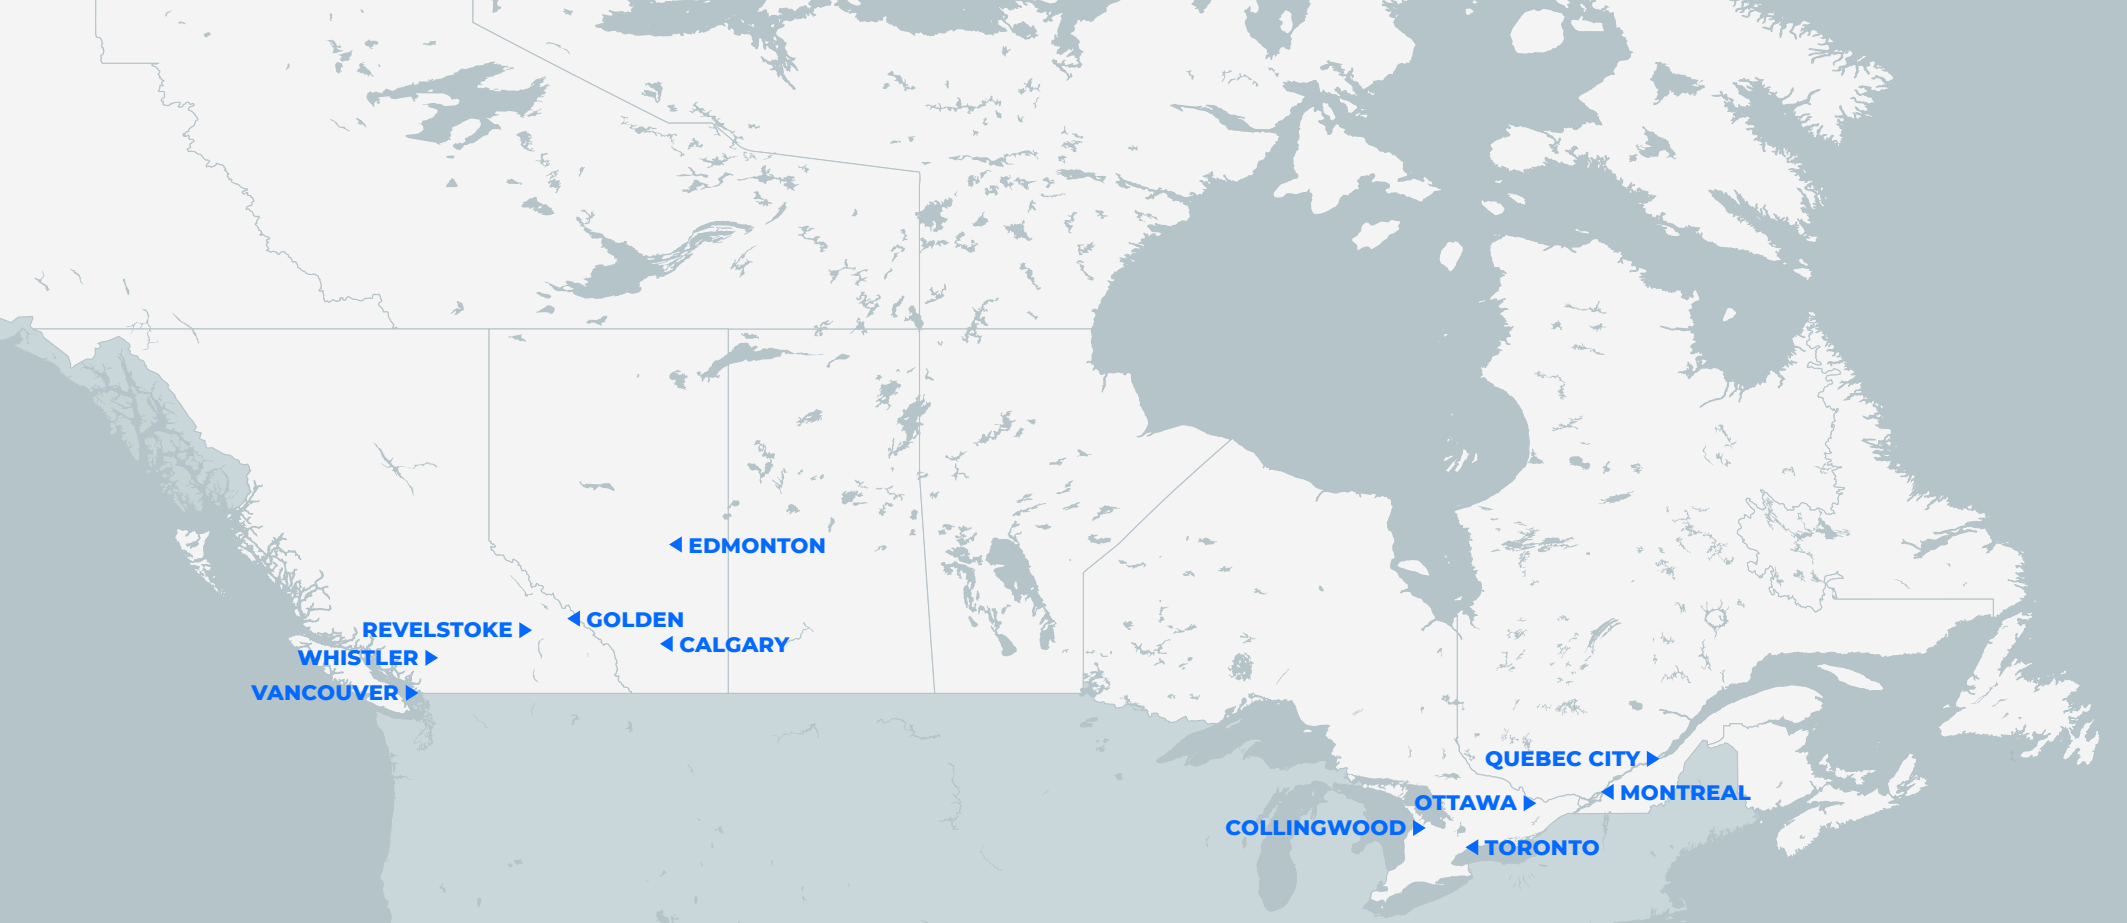 EDMONTON
GOLDEN
REVELSTOKE
CALGARY
WHISTLER
VANCOUVER
QUEBEC CITY
MONTREAL
OTTAWA
COLLINGWOOD
TORONTO